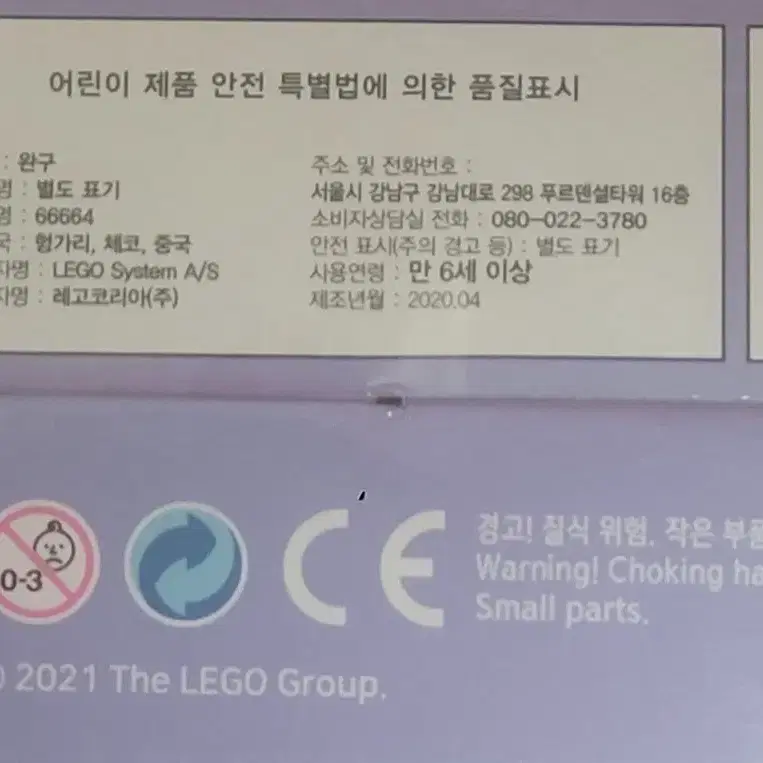 어린이 제품 안전 특별법에 의한 품질표시
: 완구
명 : 별도 표기
명 : 66664
국 : 헝가리, 체코, 중국
자명 : LEGO System A/S
자명 : 레고코리아(주)
주소 및 전화번호 :
서울시 강남구 강남대로 298 푸르덴셜타워 16층
소비자상담실 전화 : 080-022-3780
안전 표시(주의 경고 등) : 별도 표기
사용연령 : 만 6세 이상
제조년월 : 2020.04
0-3
CE
경고! 질식 위험. 작은 부품
Warning! Choking ha
Small parts.
© 2021 The LEGO Group.